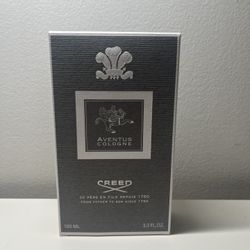 AVENTUS
COLOGNE
CREED
DE PÈRE EN FILS DEPUIS 1760
FROM FATHER TO SON SINCE 1760
100 ML
3.3 FL.OZ